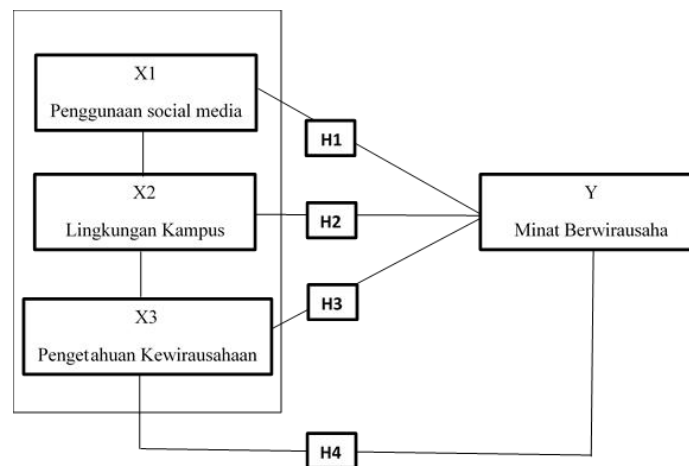 X1
Penggunaan social media
H1
X2
Lingkungan Kampus
H2
Y
Minat Berwirausaha
X3
Pengetahuan Kewirausahaan
H3
H4